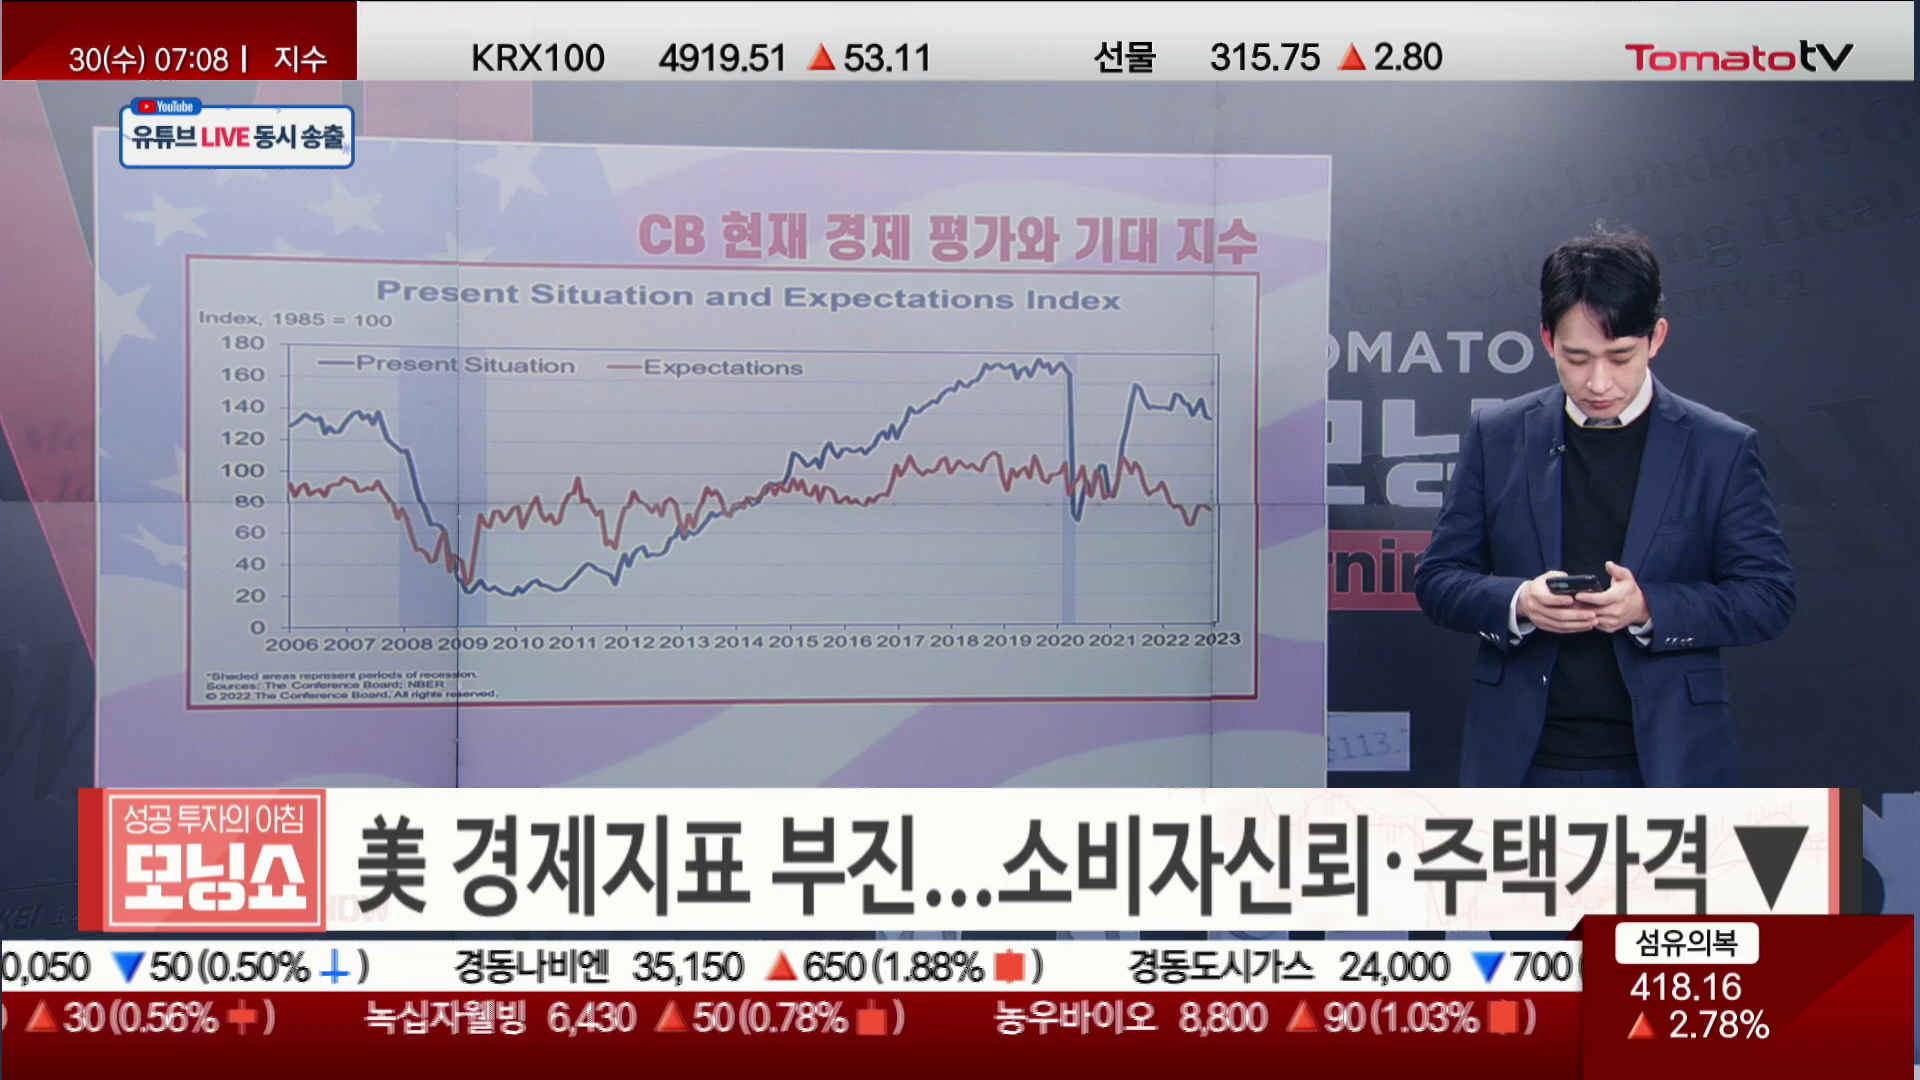 30(수) 07:08 | 지수 KRX100 4919.51 ▲ 53.11 선물 315.75 ▲ 2.80 Tomatotv
YouTube
유튜브 LIVE 동시 송출
CB 현재 경제 평가와 기대 지수
Present Situation and Expectations Index
Index, 1985 = 100
Present Situation Expectations
180
160
140
120
100
80
60
40
20
0
2006 2007 2008 2009 2010 2011 2012 2013 2014 2015 2016 2017 2018 2019 2020 2021 2022 2023
*Shaded areas represent periods of recession.
Sources: The Conference Board; NBER
© 2022 The Conference Board. All rights reserved.
OMATO
성공 투자의 아침
모닝쇼
美 경제지표 부진...소비자신뢰·주택가격 ▼
0,050 ▼ 50 (0.50% ) 경동나비엔 35,150 ▲ 650 (1.88% ) 경동도시가스 24,000 ▼ 700 (
▲ 30 (0.56% ) 녹십자웰빙 6,430 ▲ 50 (0.78% ) 농우바이오 8,800 ▲ 90 (1.03% )
섬유의복
418.16
▲ 2.78%